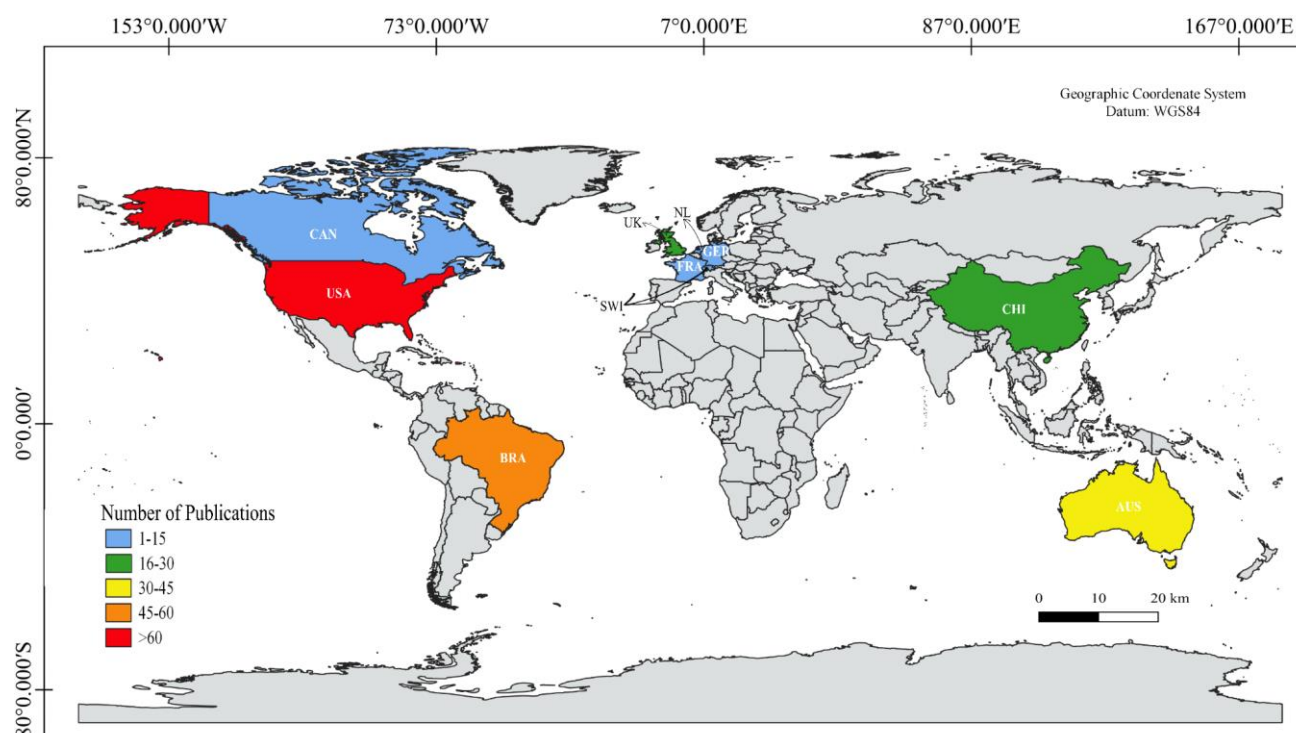 153°0.000'W 73°0.000'W 7°0.000'E 87°0.000'E 167°0.000'E
Geographic Coordenate System
Datum: WGS84
80°0.000'N
CAN
UK
NL
GER
FRA
USA
SWI
CHI
0°0.000'
BRA
AUS
Number of Publications
1-15
16-30
30-45
45-60
>60
0 10 20 km
80°0.000'S